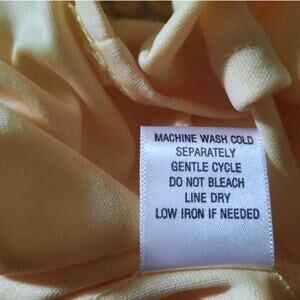 MACHINE WASH COLD
SEPARATELY
GENTLE CYCLE
DO NOT BLEACH
LINE DRY
LOW IRON IF NEEDED